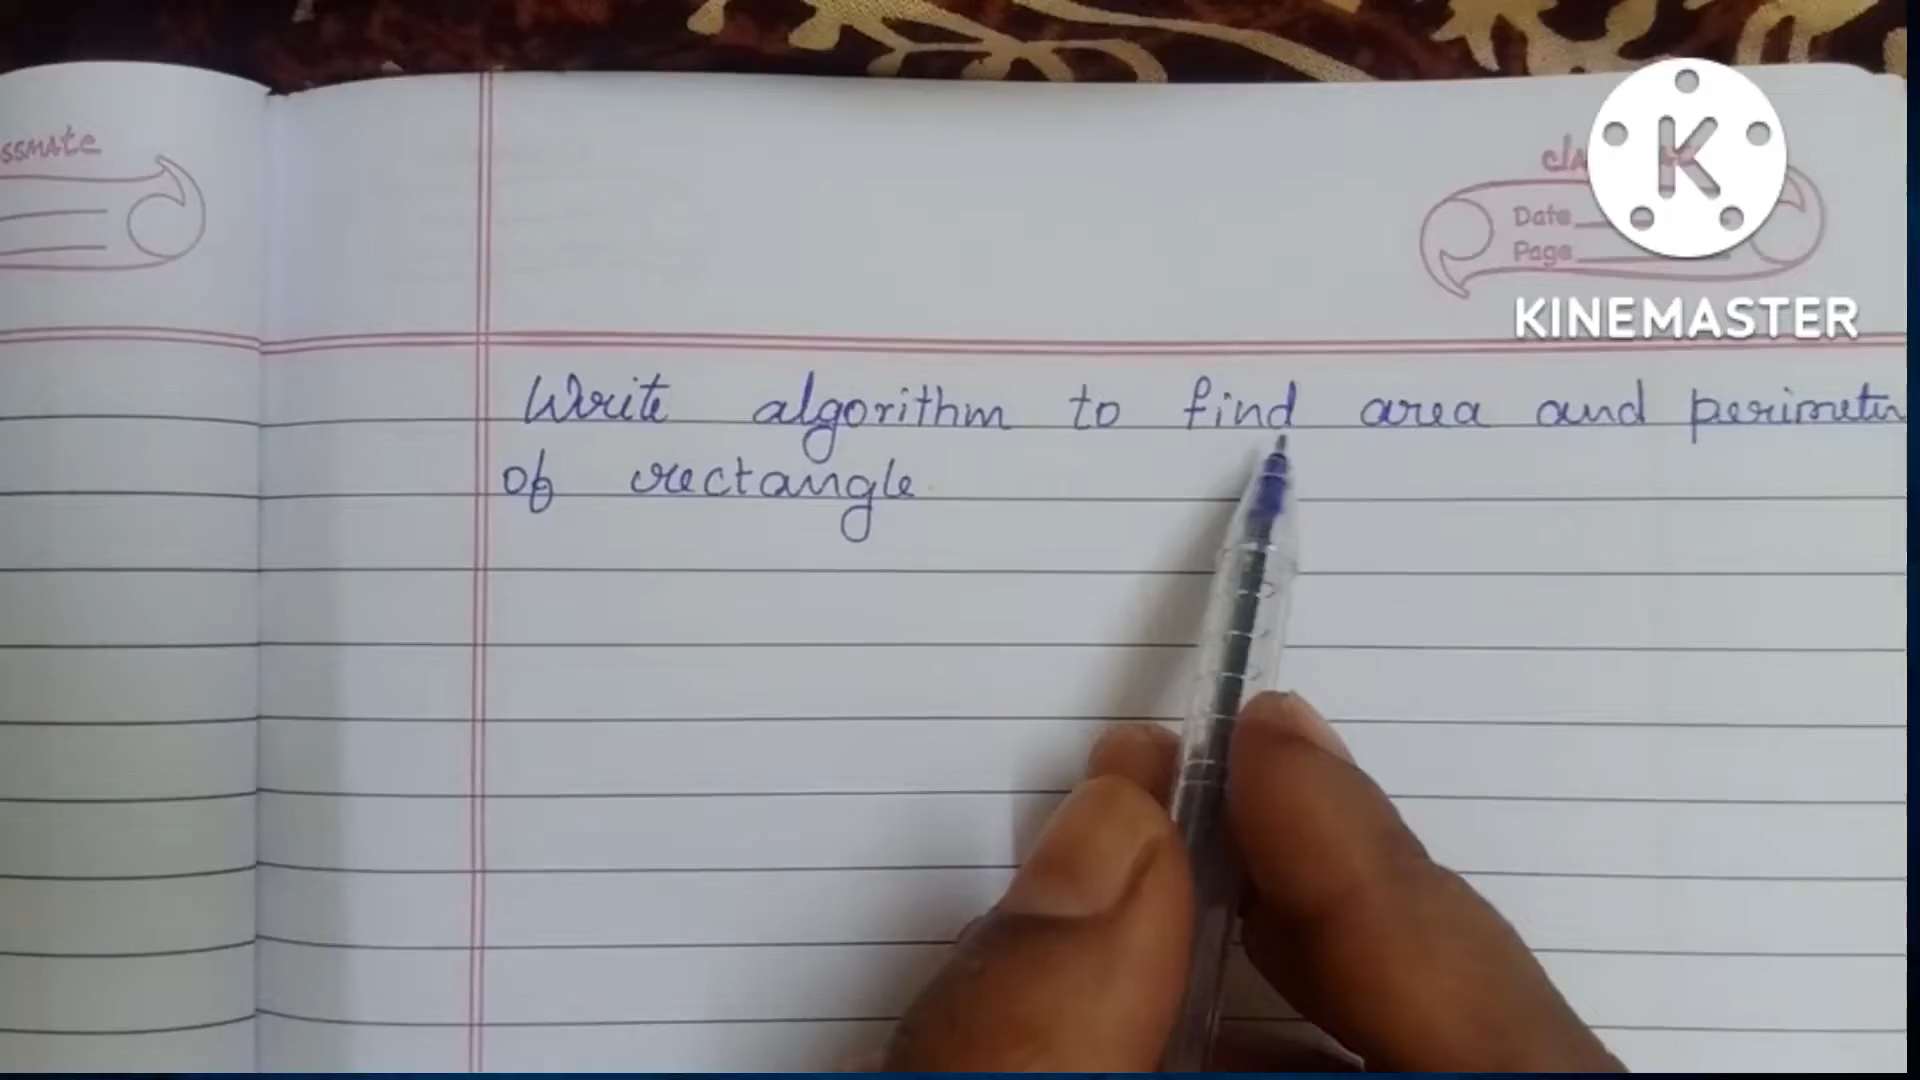 ssmate
Date
Page
KINEMASTER
Write algorithm to find area and perimeter
of rectangle